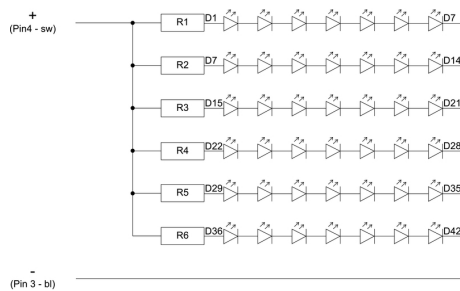 +
(Pin4 - sw)
R1 D1 D7
R2 D7 D14
R3 D15 D21
R4 D22 D28
R5 D29 D35
R6 D36 D42
-
(Pin 3 - bl)